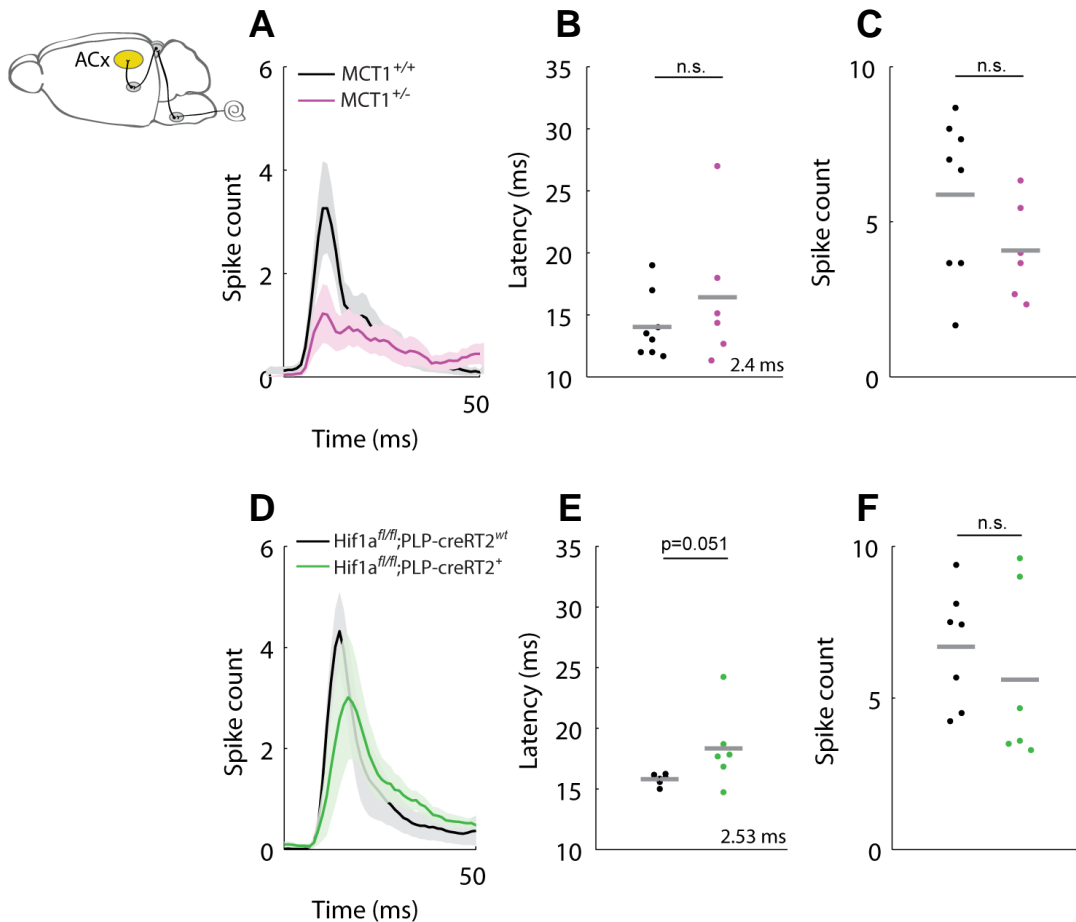 ACx
A
6
4
2
0
Spike count
MCT1+/+
MCT1+/-
50
Time (ms)
B
n.s.
35
30
25
20
15
10
Latency (ms)
2.4 ms
C
n.s.
10
5
0
Spike count
D
6
4
2
0
Spike count
Hif1afl/fl;PLP-creRT2wt
Hif1afl/fl;PLP-creRT2+
50
Time (ms)
E
p=0.051
35
30
25
20
15
10
Latency (ms)
2.53 ms
F
n.s.
10
5
0
Spike count